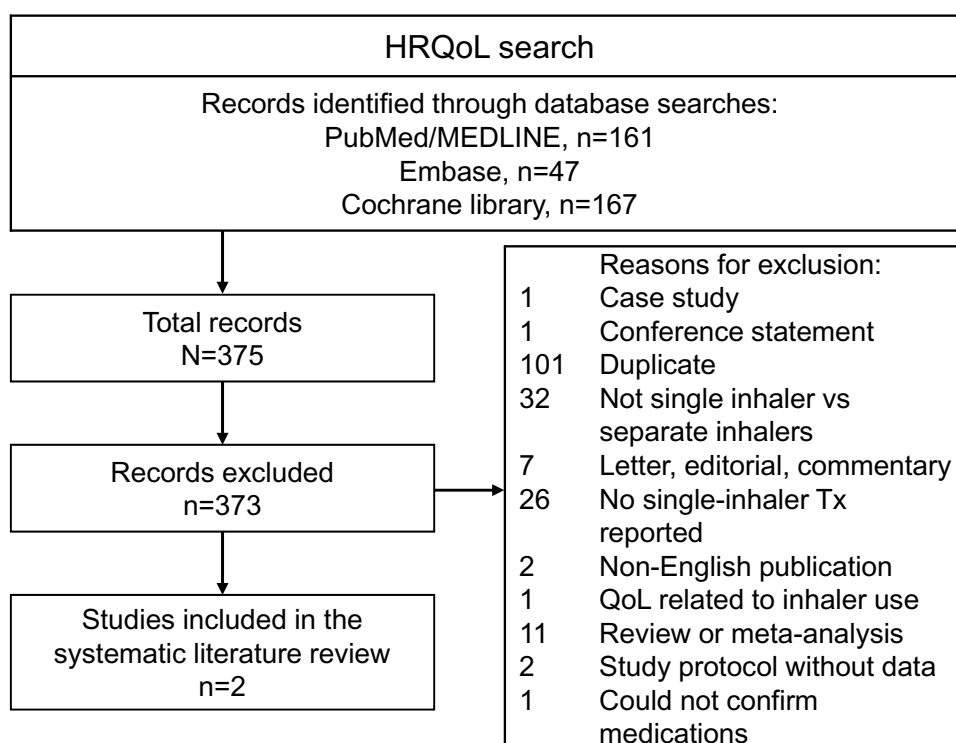 HRQoL search
Records identified through database searches:
PubMed/MEDLINE, n=161
Embase, n=47
Cochrane library, n=167
Total records
N=375
Records excluded
n=373
Studies included in the
systematic literature review
n=2
Reasons for exclusion:
1 Case study
1 Conference statement
101 Duplicate
32 Not single inhaler vs
separate inhalers
7 Letter, editorial, commentary
26 No single-inhaler Tx
reported
2 Non-English publication
1 QoL related to inhaler use
11 Review or meta-analysis
2 Study protocol without data
1 Could not confirm
medications